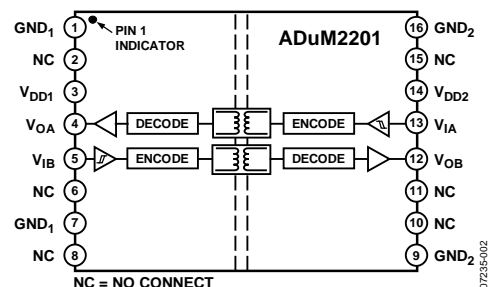 GND1 1 PIN 1 INDICATOR ADuM2201 16 GND2
NC 2 15 NC
VDD1 3 14 VDD2
VOA 4 DECODE ENCODE 13 VIA
VIB 5 ENCODE DECODE 12 VOB
NC 6 11 NC
GND1 7 10 NC
NC 8 9 GND2
NC = NO CONNECT
07235-002